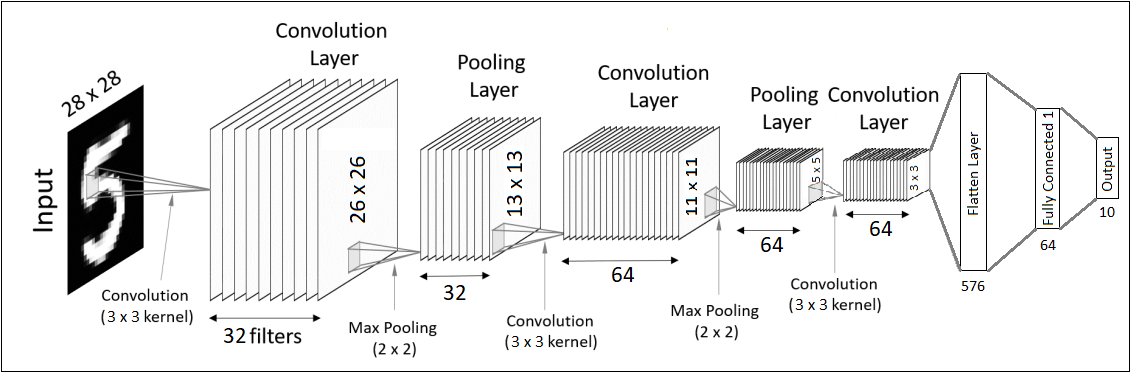 Input
28 x 28
Convolution
(3 x 3 kernel)
Convolution
Layer
26 x 26
32 filters
Max Pooling
(2 x 2)
Pooling
Layer
13 x 13
32
Convolution
(3 x 3 kernel)
Convolution
Layer
11 x 11
64
Max Pooling
(2 x 2)
Pooling
Layer
5 x 5
64
Convolution
(3 x 3 kernel)
Convolution
Layer
3 x 3
64
Flatten Layer
576
Fully Connected 1
64
Output
10